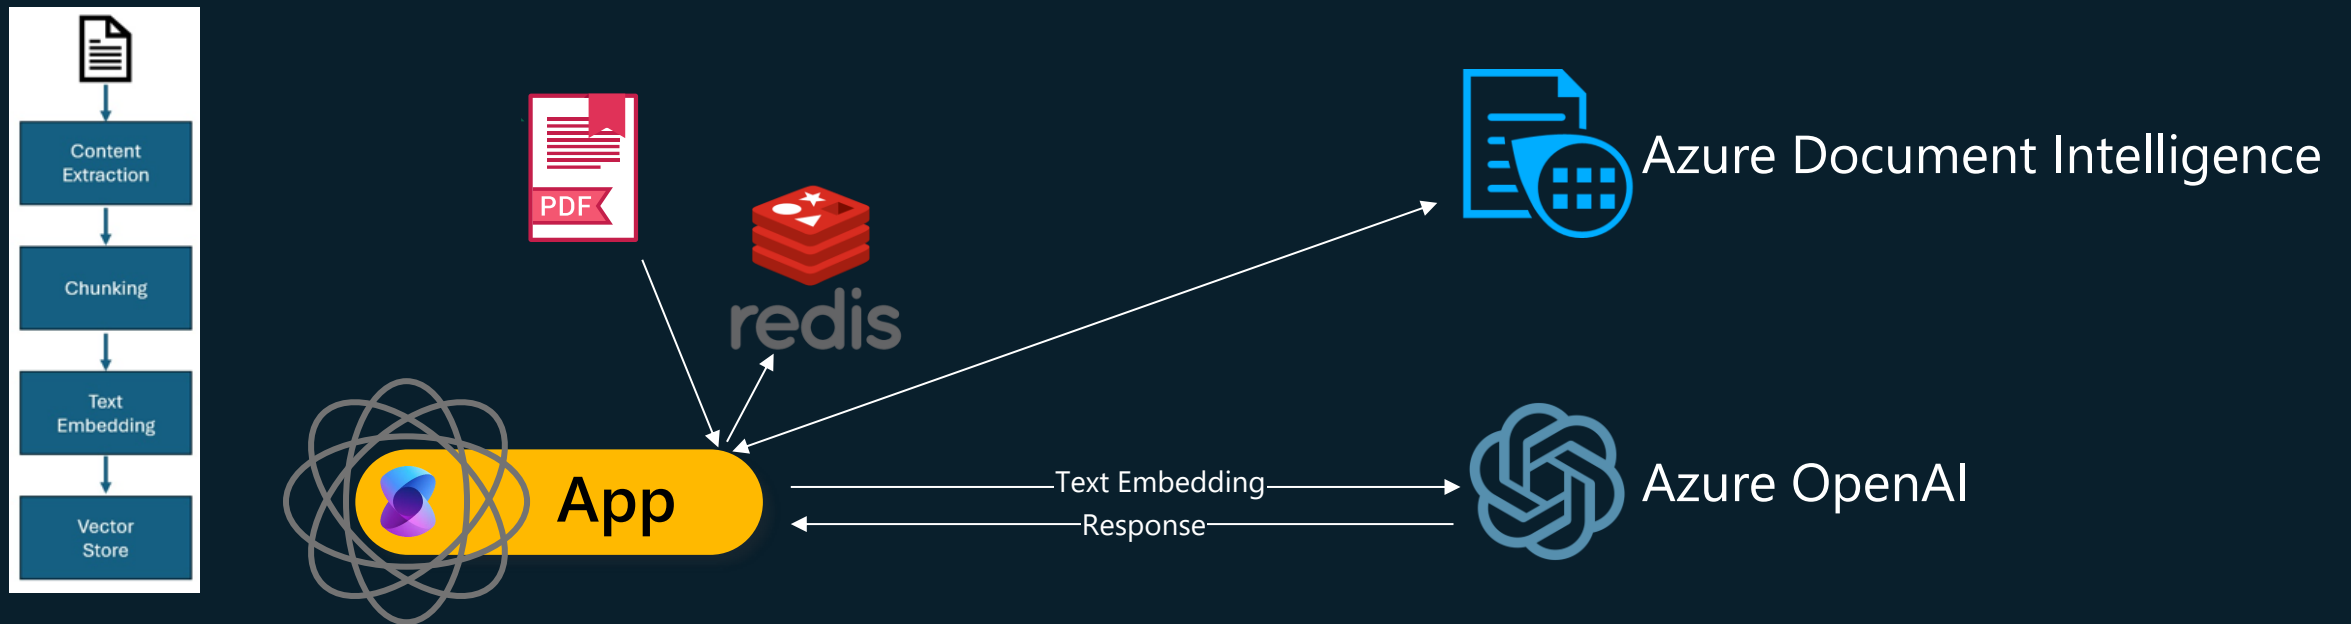 Content
Extraction
Chunking
Text
Embedding
Vector
Store
PDF
redis
App
Text Embedding
Response
Azure Document Intelligence
Azure OpenAI